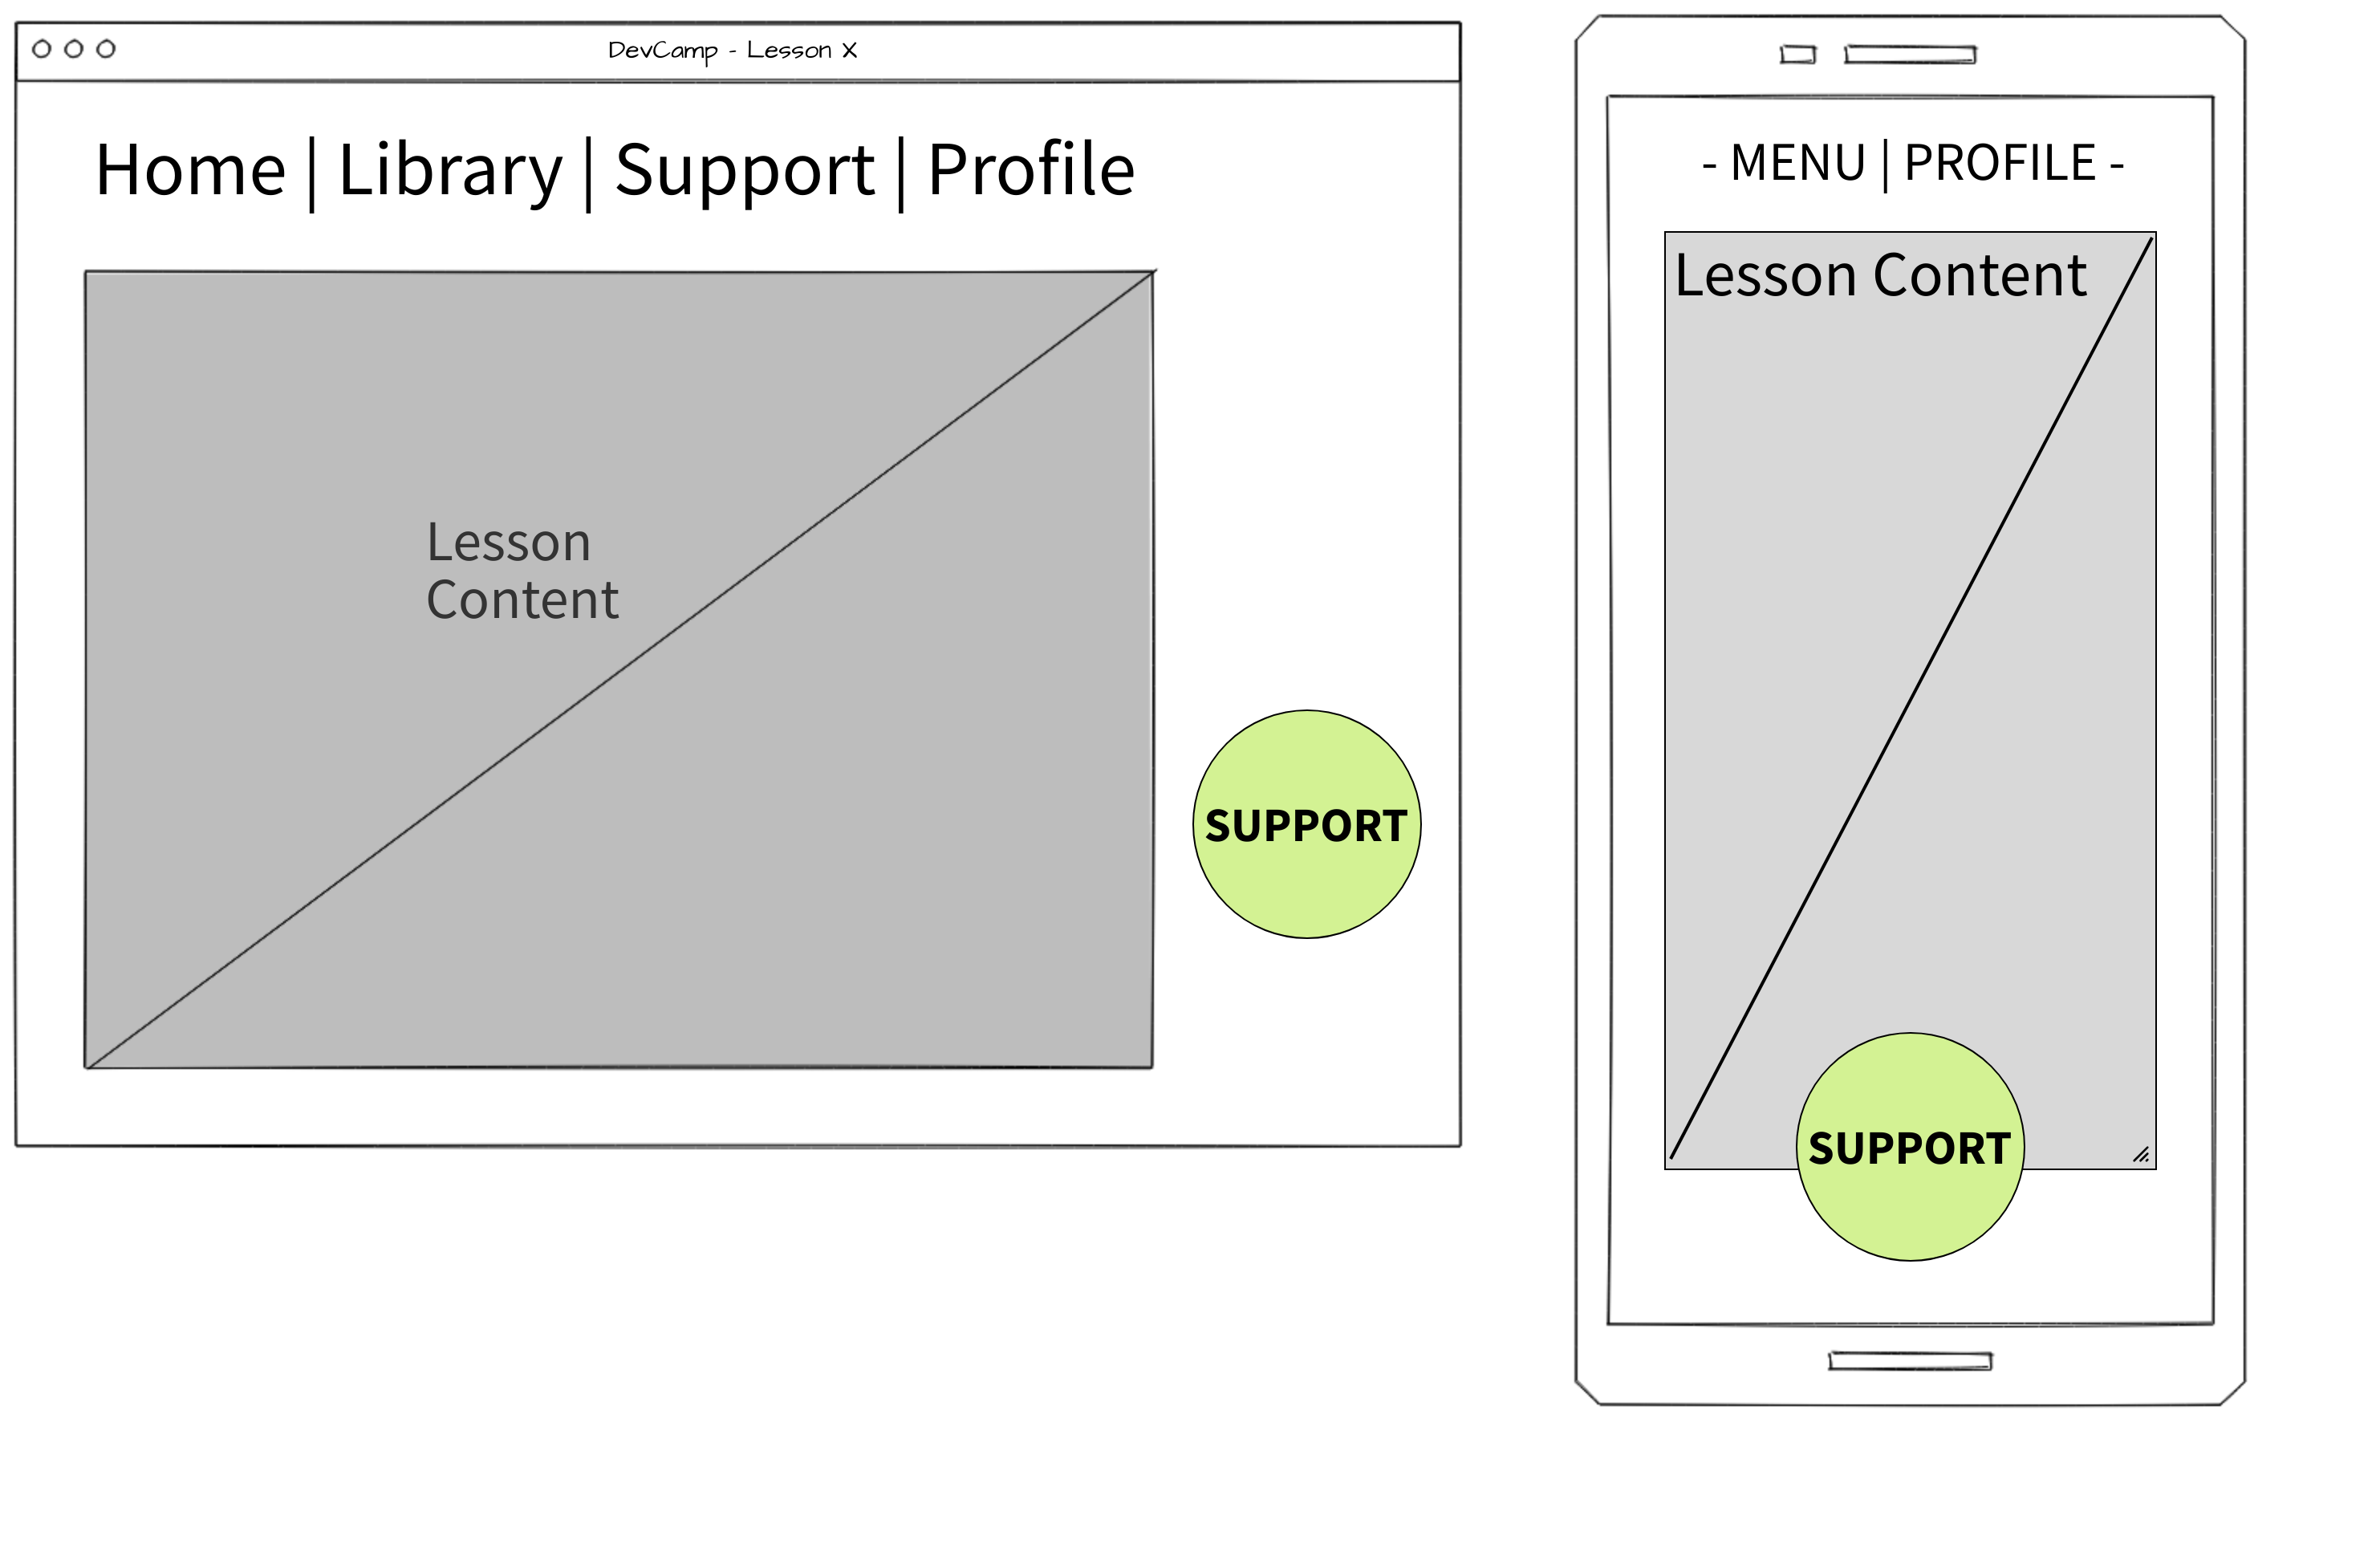 DevCamp - Lesson X
Home | Library | Support | Profile
Lesson
Content
SUPPORT
- MENU | PROFILE -
Lesson Content
SUPPORT